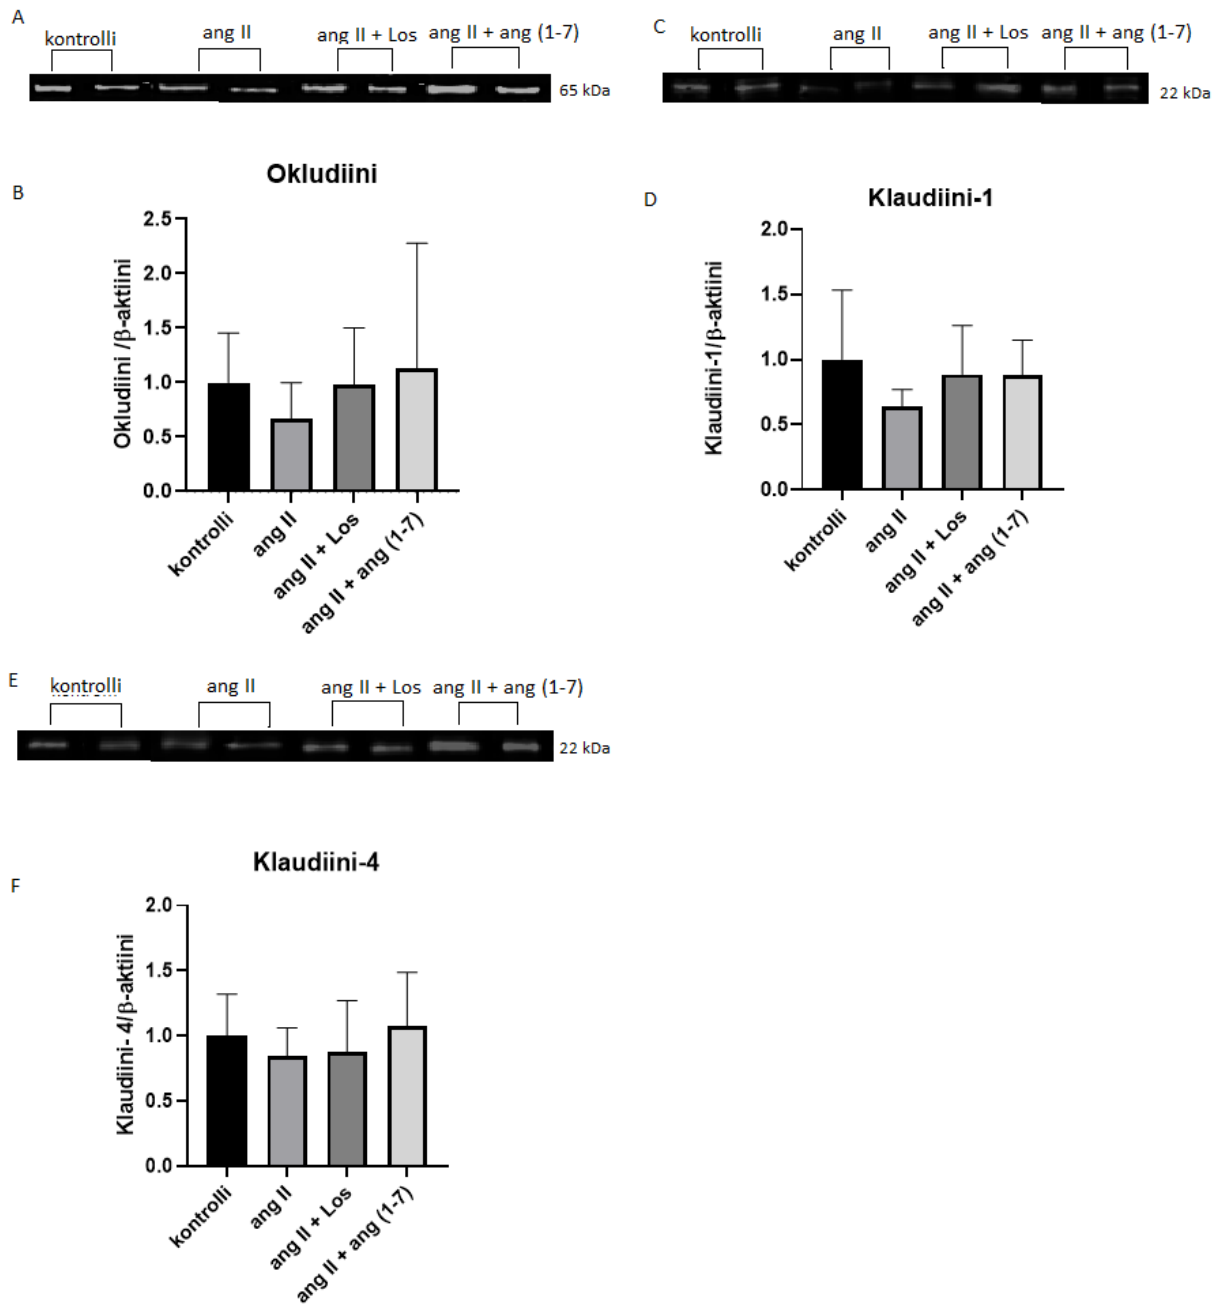 A
kontrolli
ang II
ang II + Los
ang II + ang (1-7)
65 kDa
C
kontrolli
ang II
ang II + Los
ang II + ang (1-7)
22 kDa
B
Okludiini
Okludiini /β-aktiini
2.5
2.0
1.5
1.0
0.5
0.0
kontrolli
ang II
ang II + Los
ang II + ang (1-7)
D
Klaudiini-1
Klaudiini-1/β-aktiini
2.0
1.5
1.0
0.5
0.0
kontrolli
ang II
ang II + Los
ang II + ang (1-7)
E
kontrolli
ang II
ang II + Los
ang II + ang (1-7)
22 kDa
F
Klaudiini-4
Klaudiini- 4/β-aktiini
2.0
1.5
1.0
0.5
0.0
kontrolli
ang II
ang II + Los
ang II + ang (1-7)